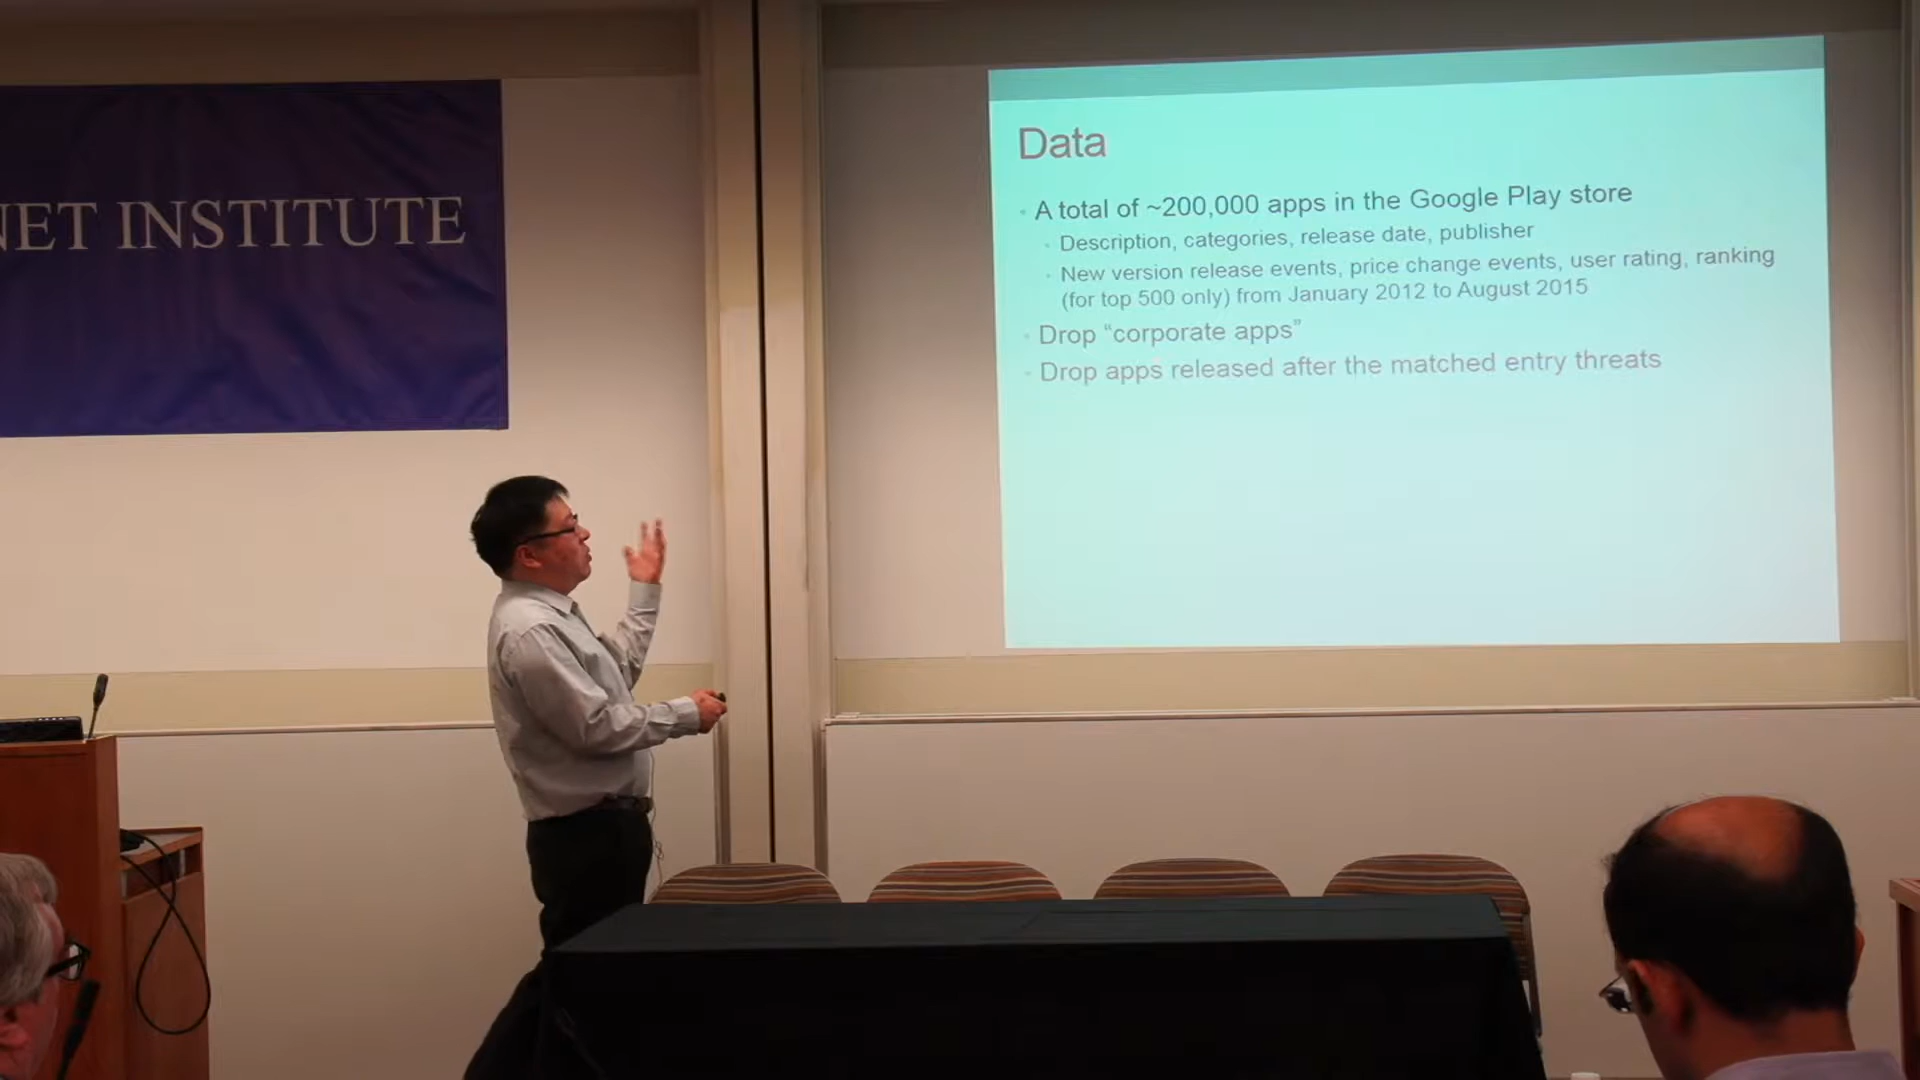 NET INSTITUTE
Data
A total of ~200,000 apps in the Google Play store
Description, categories, release date, publisher
New version release events, price change events, user rating, ranking
(for top 500 only) from January 2012 to August 2015
Drop “corporate apps”
Drop apps released after the matched entry threats